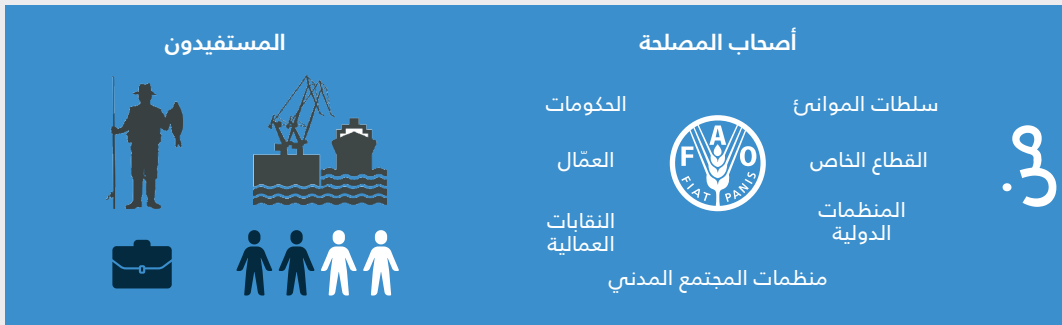 من
أصحاب المصلحة
سلطات الموانئ
الحكومات
القطاع الخاص
العمّال
المنظمات
الدولية
النقابات
العمالية
منظمات المجتمع المدني
F A O
FIAT PANIS
المستفيدون